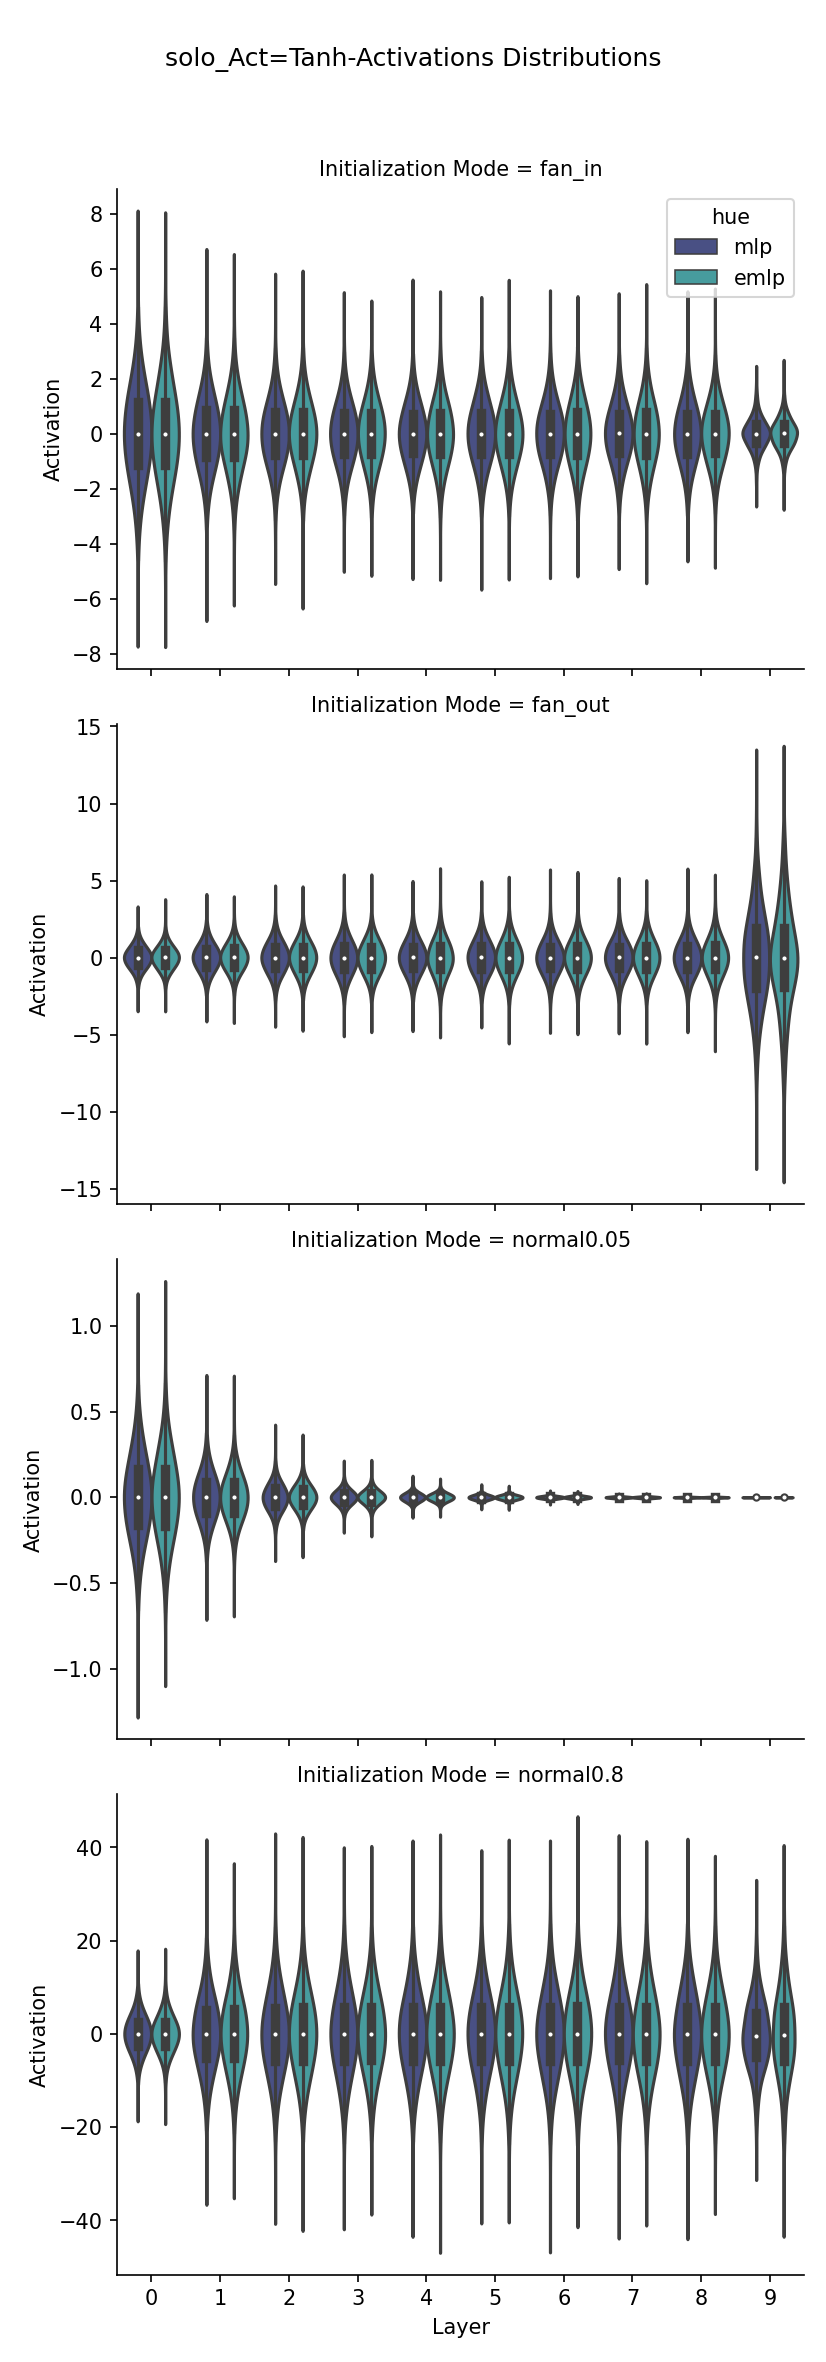 solo_Act=Tanh-Activations Distributions
Initialization Mode = fan_in
hue
mlp
emlp
8
6
4
2
0
−2
−4
−6
−8
Activation
Initialization Mode = fan_out
15
10
5
0
−5
−10
−15
Activation
Initialization Mode = normal0.05
1.0
0.5
0.0
−0.5
−1.0
Activation
Initialization Mode = normal0.8
40
20
0
−20
−40
Activation
0 1 2 3 4 5 6 7 8 9
Layer